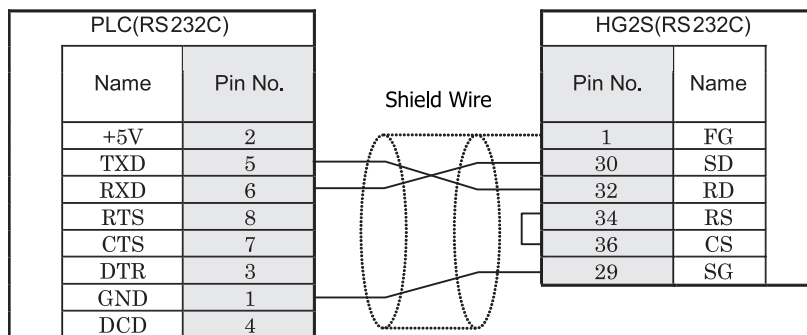 PLC(RS232C)
Name Pin No.
+5V 2
TXD 5
RXD 6
RTS 8
CTS 7
DTR 3
GND 1
DCD 4
Shield Wire
HG2S(RS232C)
Pin No. Name
1 FG
30 SD
32 RD
34 RS
36 CS
29 SG